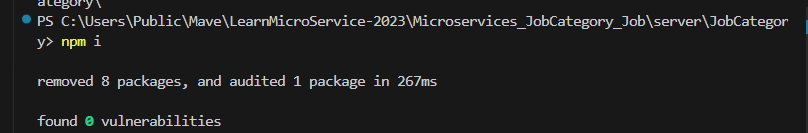 ategory\
PS C:\Users\Public\Mave\LearnMicroService-2023\Microservices_JobCategory_Job\server\JobCategor
y> npm i
removed 8 packages, and audited 1 package in 267ms
found 0 vulnerabilities